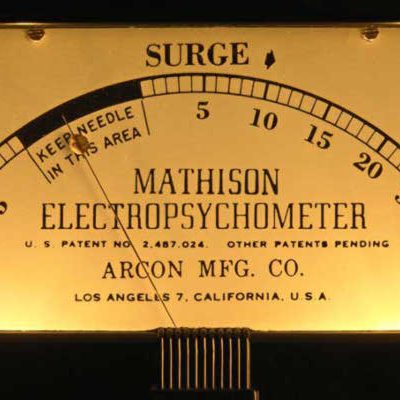 SURGE
KEEP NEEDLE
IN THIS AREA
5
10
15
20
MATHISON
ELECTROPSYCHOMETER
U. S. PATENT NO. 2,487.024. OTHER PATENTS PENDING
ARCON MFG. CO.
LOS ANGELES 7, CALIFORNIA, U.S.A.